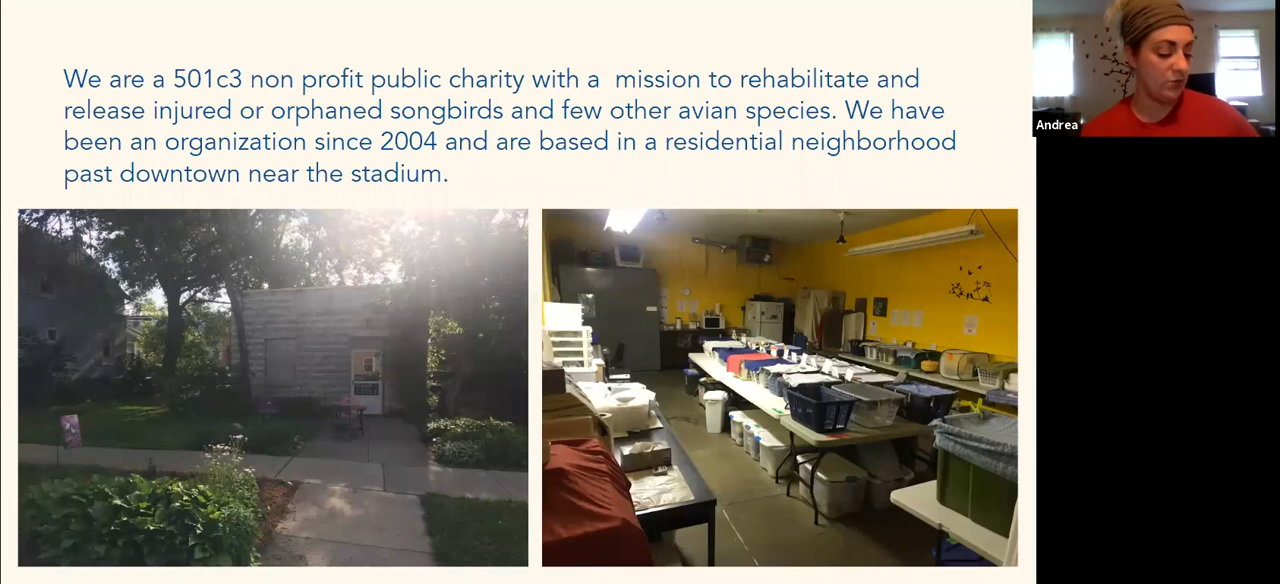 We are a 501c3 non profit public charity with a  mission to rehabilitate and
release injured or orphaned songbirds and few other avian species. We have
been an organization since 2004 and are based in a residential neighborhood
past downtown near the stadium.
Andrea